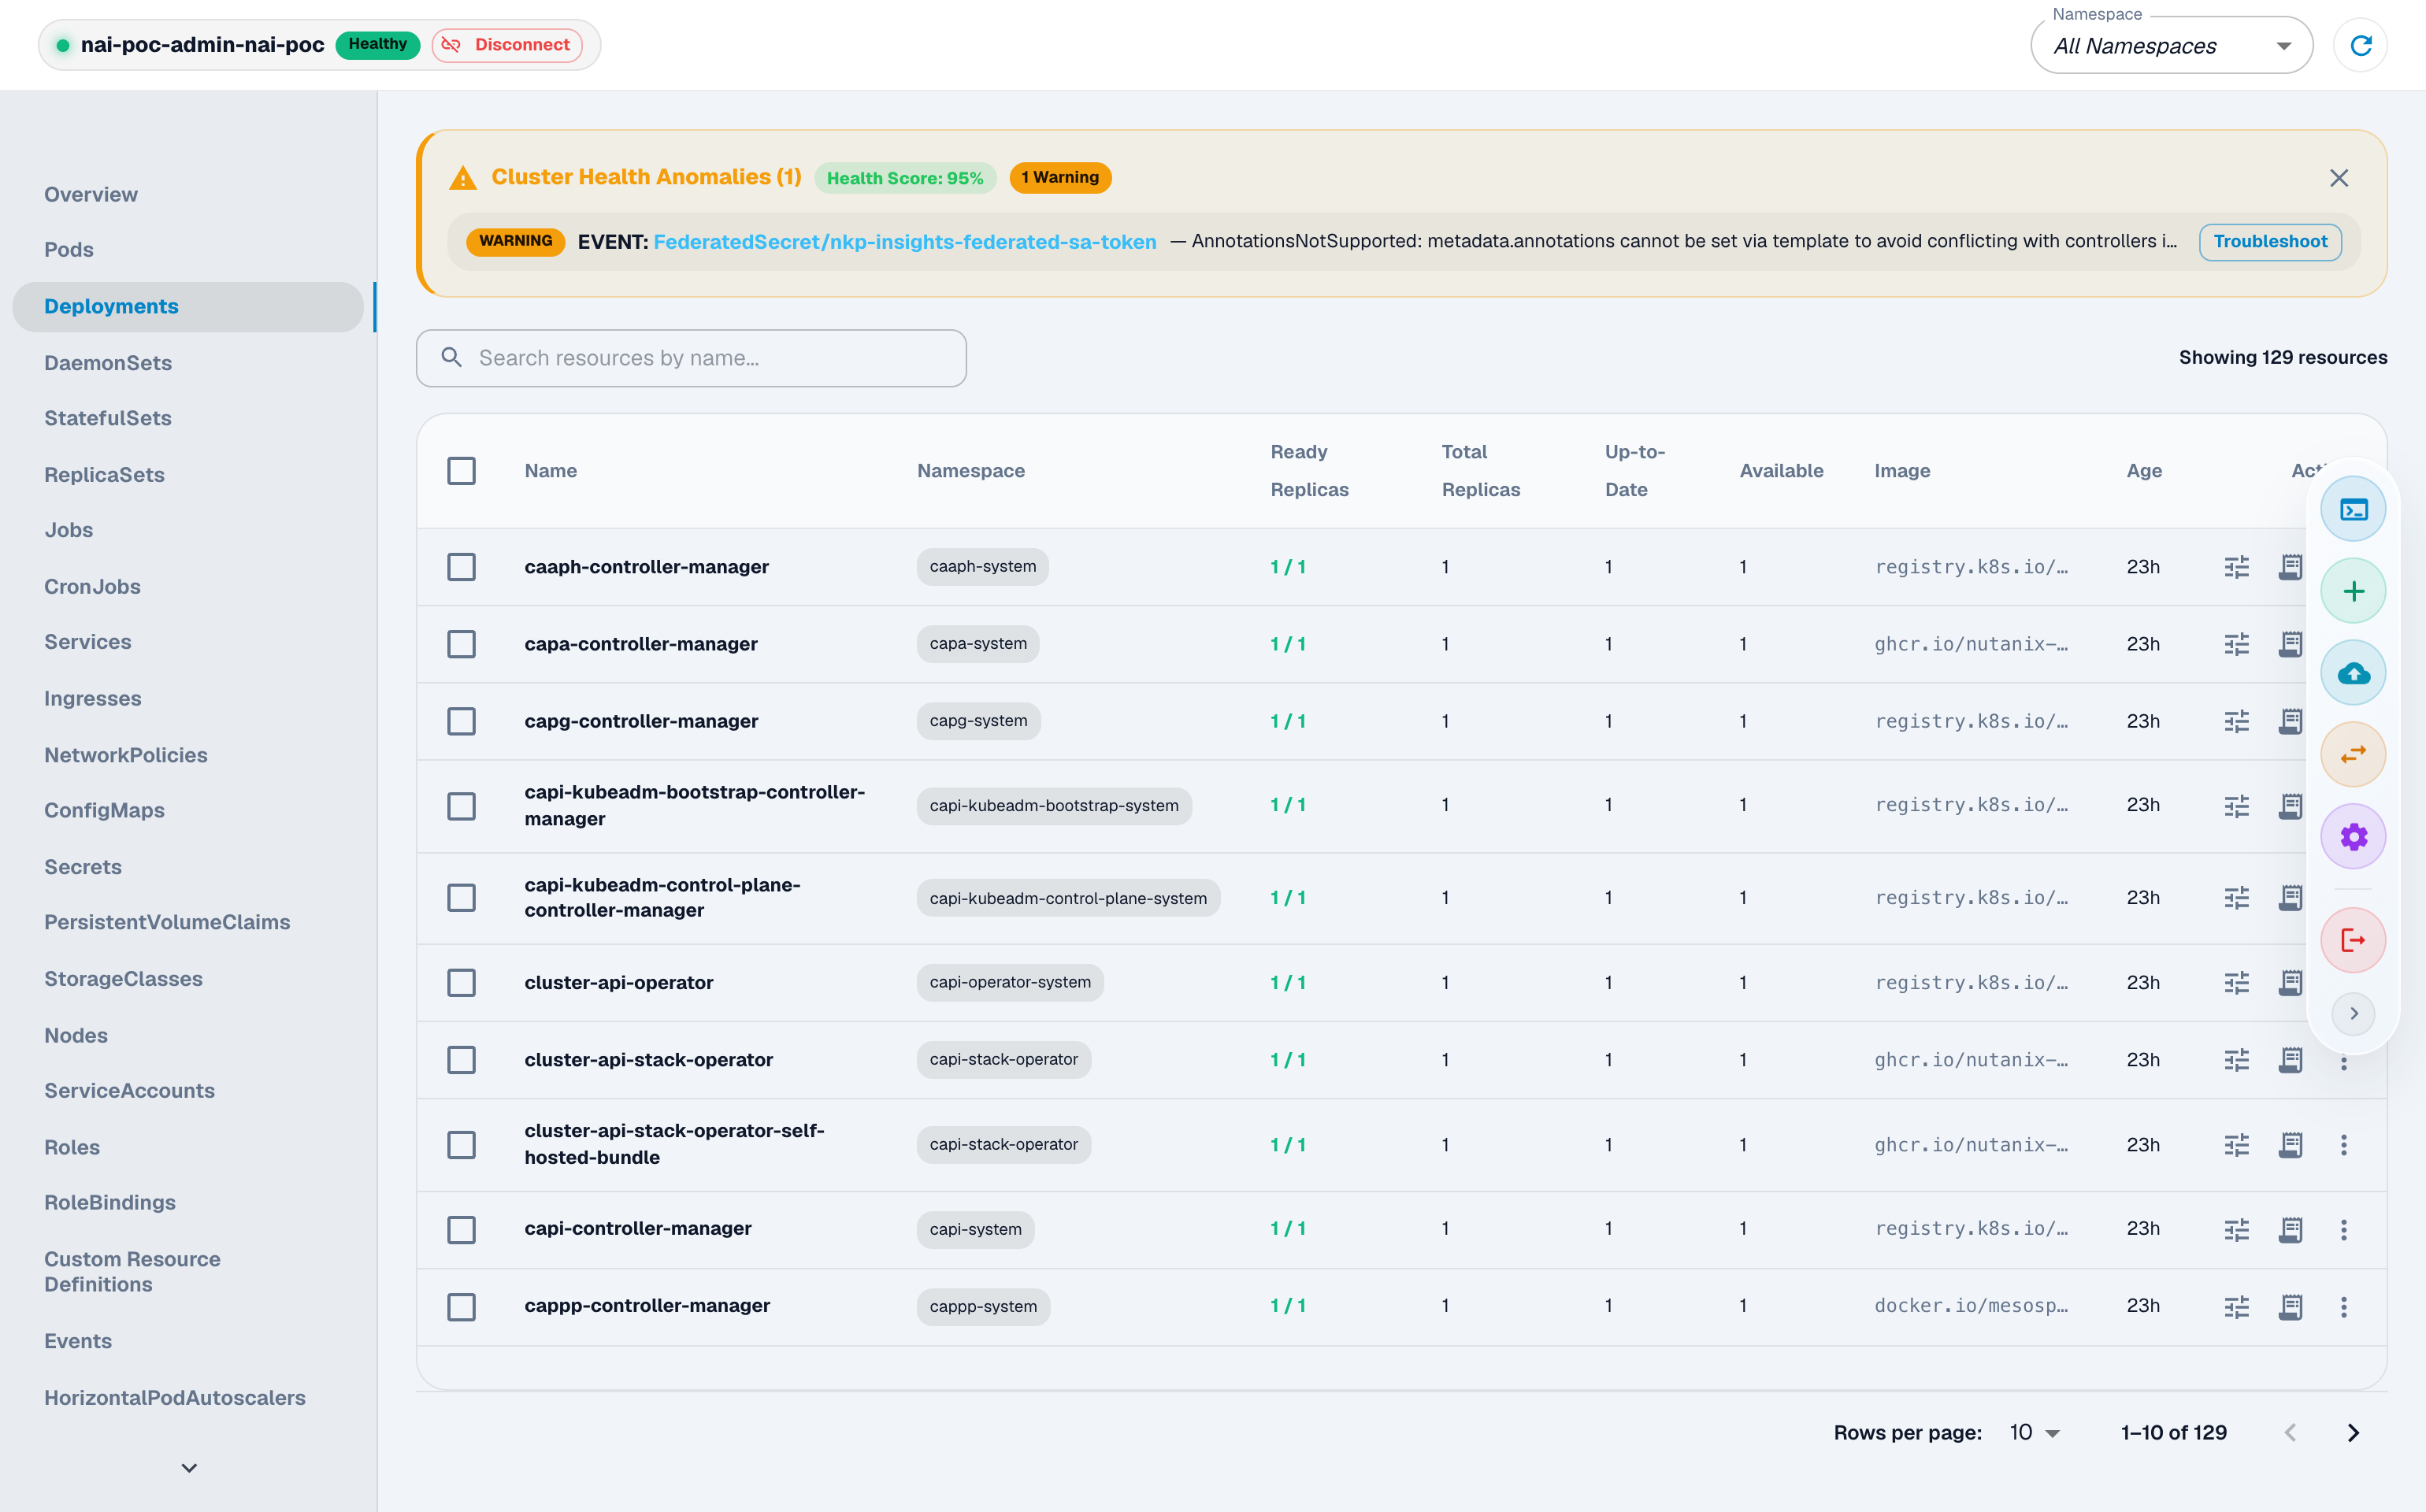 nai-poc-admin-nai-poc Healthy Disconnect
Namespace
All Namespaces
Overview
Pods
Deployments
DaemonSets
StatefulSets
ReplicaSets
Jobs
CronJobs
Services
Ingresses
NetworkPolicies
ConfigMaps
Secrets
PersistentVolumeClaims
StorageClasses
Nodes
ServiceAccounts
Roles
RoleBindings
Custom Resource
Definitions
Events
HorizontalPodAutoscalers
Cluster Health Anomalies (1) Health Score: 95% 1 Warning
WARNING EVENT: FederatedSecret/nkp-insights-federated-sa-token — AnnotationsNotSupported: metadata.annotations cannot be set via template to avoid conflicting with controllers i... Troubleshoot
Search resources by name...
Showing 129 resources
Name Namespace Ready Replicas Total Replicas Up-to-Date Available Image Age
caaph-controller-manager caaph-system 1 / 1 1 1 1 registry.k8s.io/... 23h
capa-controller-manager capa-system 1 / 1 1 1 1 ghcr.io/nutanix-... 23h
capg-controller-manager capg-system 1 / 1 1 1 1 registry.k8s.io/... 23h
capi-kubeadm-bootstrap-controller-
manager capi-kubeadm-bootstrap-system 1 / 1 1 1 1 registry.k8s.io/... 23h
capi-kubeadm-control-plane-
controller-manager capi-kubeadm-control-plane-system 1 / 1 1 1 1 registry.k8s.io/... 23h
cluster-api-operator capi-operator-system 1 / 1 1 1 1 registry.k8s.io/... 23h
cluster-api-stack-operator capi-stack-operator 1 / 1 1 1 1 ghcr.io/nutanix-... 23h
cluster-api-stack-operator-self-
hosted-bundle capi-stack-operator 1 / 1 1 1 1 ghcr.io/nutanix-... 23h
capi-controller-manager capi-system 1 / 1 1 1 1 registry.k8s.io/... 23h
cappp-controller-manager cappp-system 1 / 1 1 1 1 docker.io/mesosp... 23h
Rows per page: 10 1–10 of 129